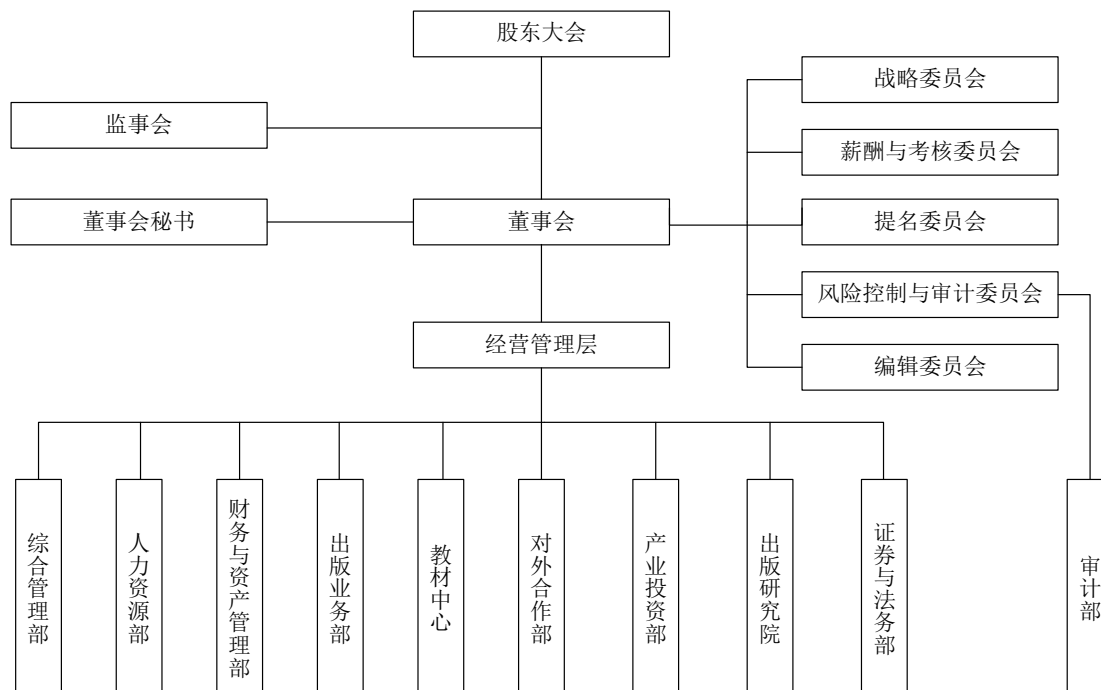 股东大会
战略委员会
监事会
薪酬与考核委员会
董事会秘书
董事会
提名委员会
风险控制与审计委员会
经营管理层
编辑委员会
综合管理部
人力资源部
财务与资产管理部
出版业务部
教材中心
对外合作部
产业投资部
出版研究院
证券与法务部
审计部